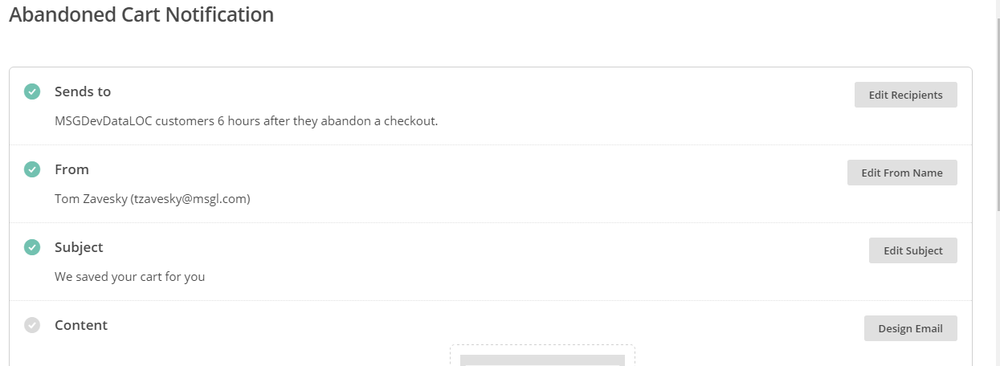 Abandoned Cart Notification
Sends to
Edit Recipients
MSGDevDataLOC customers 6 hours after they abandon a checkout.
From
Edit From Name
Tom Zavesky (tzavesky@msgl.com)
Subject
Edit Subject
We saved your cart for you
Content
Design Email